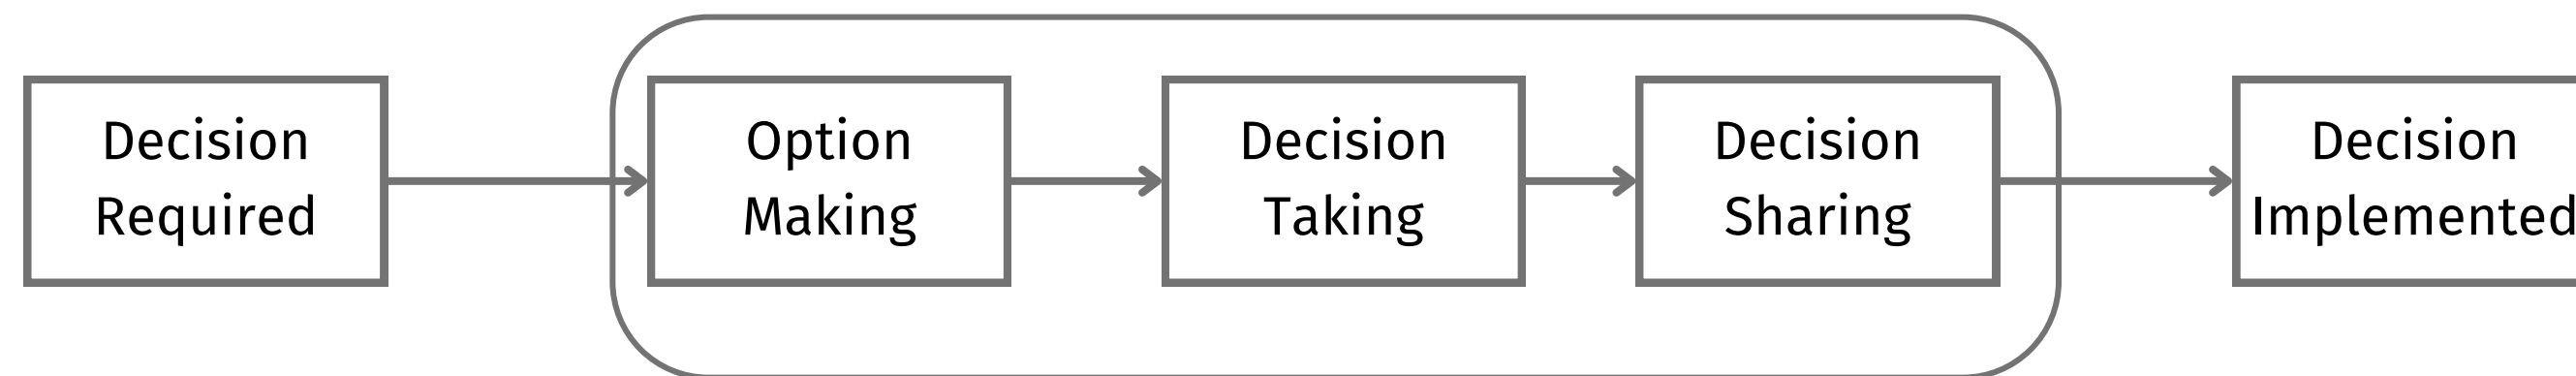 Decision
Required
Option
Making
Decision
Taking
Decision
Sharing
Decision
Implemented